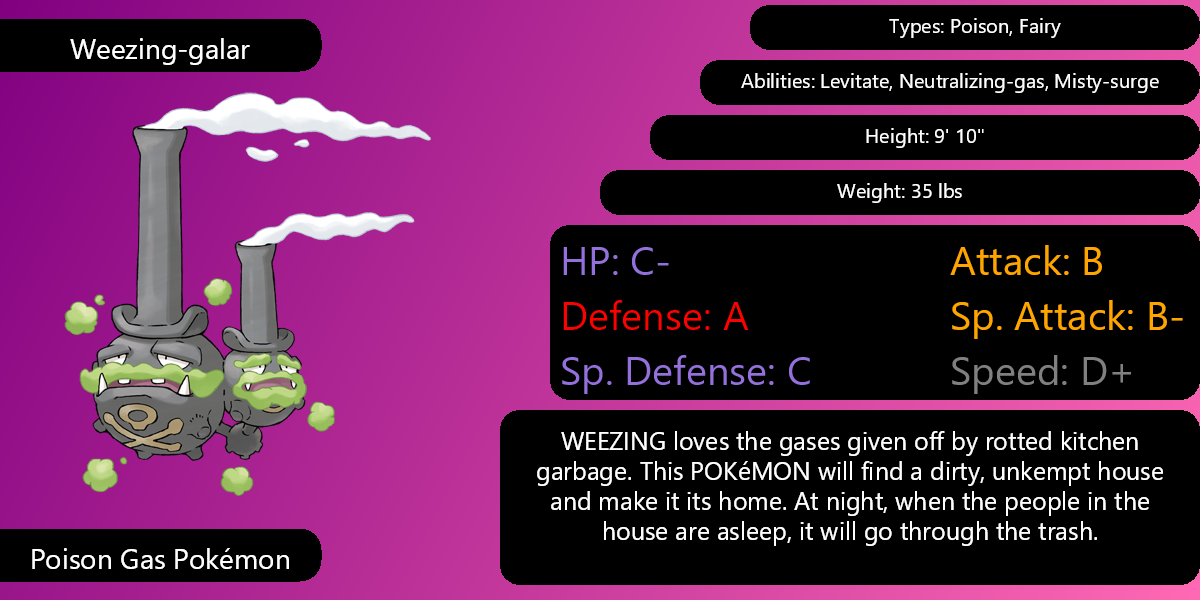 Weezing-galar
Types: Poison, Fairy
Abilities: Levitate, Neutralizing-gas, Misty-surge
Height: 9' 10"
Weight: 35 lbs
HP: C-
Attack: B
Defense: A
Sp. Attack: B-
Sp. Defense: C
Speed: D+
WEEZING loves the gases given off by rotted kitchen
garbage. This POKéMON will find a dirty, unkempt house
and make it its home. At night, when the people in the
house are asleep, it will go through the trash.
Poison Gas Pokémon